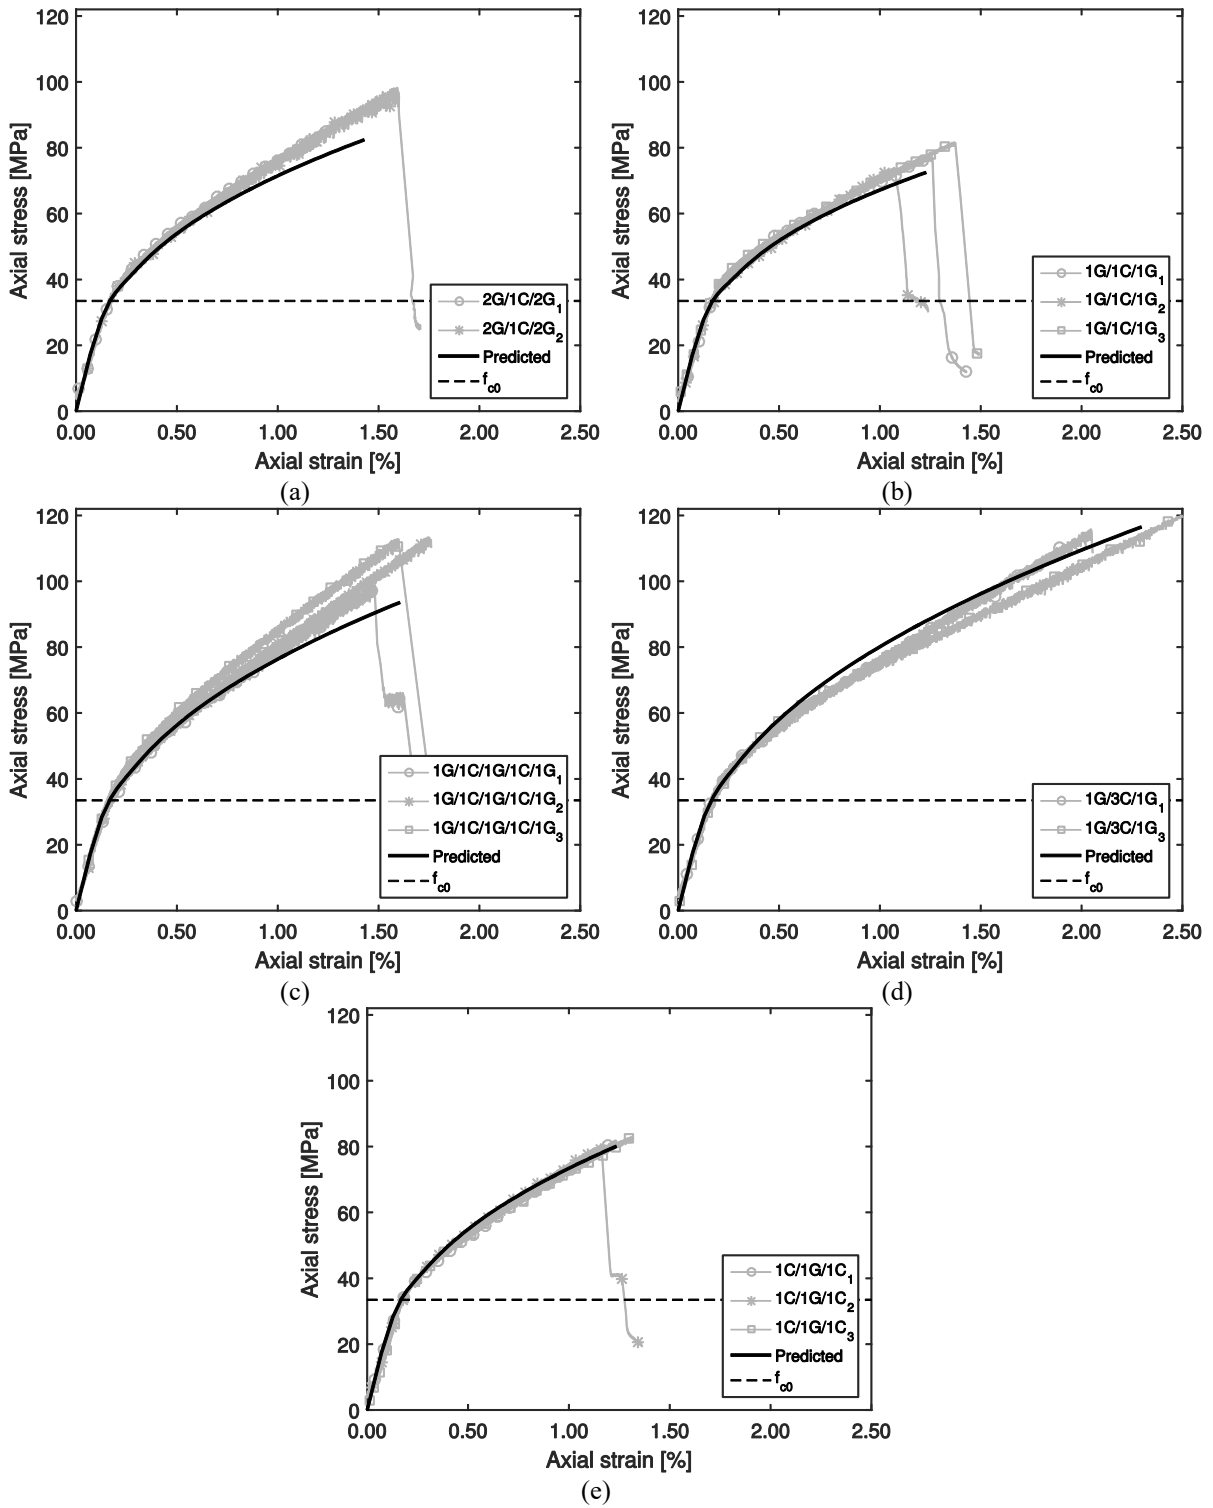 120
100
80
60
40
20
0
Axial stress [MPa]
0.00 0.50 1.00 1.50 2.00 2.50
Axial strain [%]
2G/1C/2G1
2G/1C/2G2
Predicted
fc0
(a)
120
100
80
60
40
20
0
Axial stress [MPa]
0.00 0.50 1.00 1.50 2.00 2.50
Axial strain [%]
1G/1C/1G1
1G/1C/1G2
1G/1C/1G3
Predicted
fc0
(b)
120
100
80
60
40
20
0
Axial stress [MPa]
0.00 0.50 1.00 1.50 2.00 2.50
Axial strain [%]
1G/1C/1G/1C/1G1
1G/1C/1G/1C/1G2
1G/1C/1G/1C/1G3
Predicted
fc0
(c)
120
100
80
60
40
20
0
Axial stress [MPa]
0.00 0.50 1.00 1.50 2.00 2.50
Axial strain [%]
1G/3C/1G1
1G/3C/1G3
Predicted
fc0
(d)
120
100
80
60
40
20
0
Axial stress [MPa]
0.00 0.50 1.00 1.50 2.00 2.50
Axial strain [%]
1C/1G/1C1
1C/1G/1C2
1C/1G/1C3
Predicted
fc0
(e)